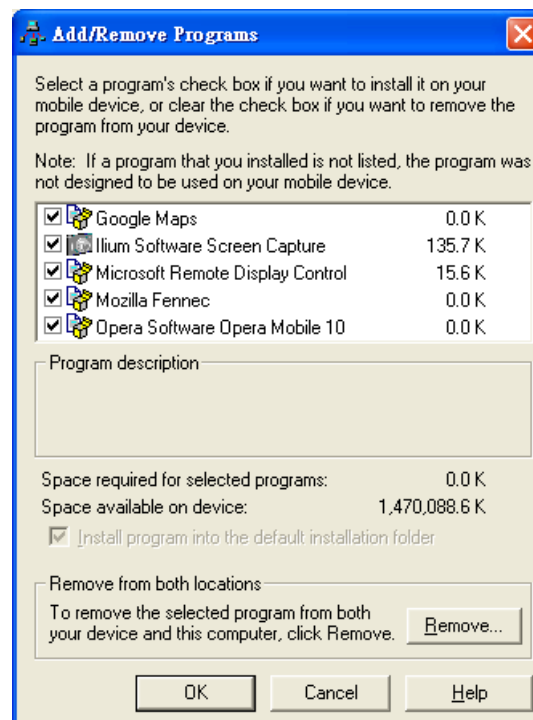 Add/Remove Programs
Select a program's check box if you want to install it on your
mobile device, or clear the check box if you want to remove the
program from your device.
Note: If a program that you installed is not listed, the program was
not designed to be used on your mobile device.
Google Maps 0.0 K
Ilium Software Screen Capture 135.7 K
Microsoft Remote Display Control 15.6 K
Mozilla Fennec 0.0 K
Opera Software Opera Mobile 10 0.0 K
Program description
Space required for selected programs: 0.0 K
Space available on device: 1,470,088.6 K
Install program into the default installation folder
Remove from both locations
To remove the selected program from both
your device and this computer, click Remove.
Remove...
OK Cancel Help